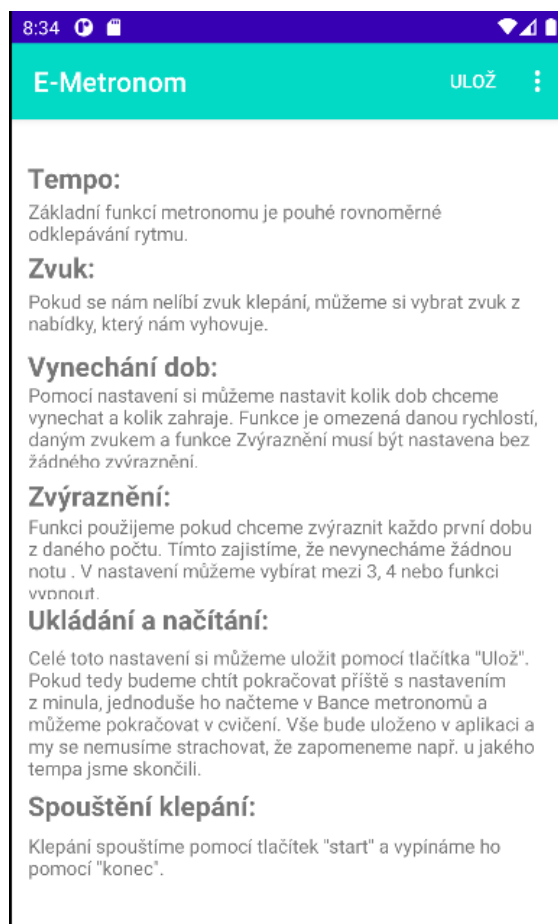 8:34
E-Metronom
ULOŽ
Tempo:
Základní funkcí metronomu je pouhé rovnoměrné
odklepávání rytmu.
Zvuk:
Pokud se nám nelíbí zvuk klepání, můžeme si vybrat zvuk z
nabídky, který nám vyhovuje.
Vynechání dob:
Pomocí nastavení si můžeme nastavit kolik dob chceme
vynechat a kolik zahraje. Funkce je omezená danou rychlostí,
daným zvukem a funkce Zvýraznění musí být nastavena bez
žádného zvýraznění.
Zvýraznění:
Funkci použijeme pokud chceme zvýraznit každo první dobu
z daného počtu. Tímto zajistíme, že nevynecháme žádnou
notu . V nastavení můžeme vybírat mezi 3, 4 nebo funkci
vypnout.
Ukládání a načítání:
Celé toto nastavení si můžeme uložit pomocí tlačítka "Ulož".
Pokud tedy budeme chtít pokračovat příště s nastavením
z minula, jednoduše ho načteme v Bance metronomů a
můžeme pokračovat v cvičení. Vše bude uloženo v aplikaci a
my se nemusíme strachovat, že zapomeneme např. u jakého
tempa jsme skončili.
Spouštění klepání:
Klepání spouštíme pomocí tlačítek "start" a vypínáme ho
pomocí "konec".